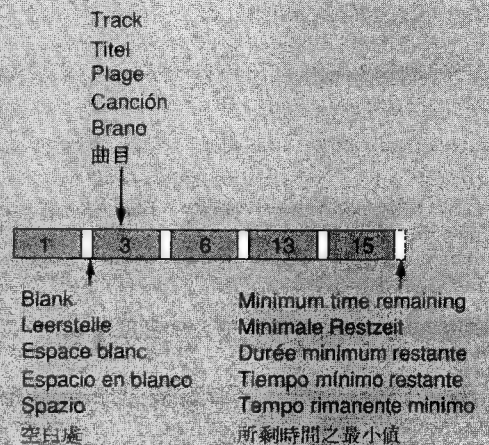 Track
Titel
Plage
Canción
Brano
曲目
1 3 6 13 15
Blank
Leerstelle
Espace blanc
Espacio en blanco
Spazio
空白處
Minimum time remaining
Minimale Restzeit
Durée minimum restante
Tiempo mínimo restante
Tempo rimanente minimo
所剩時間之最小値